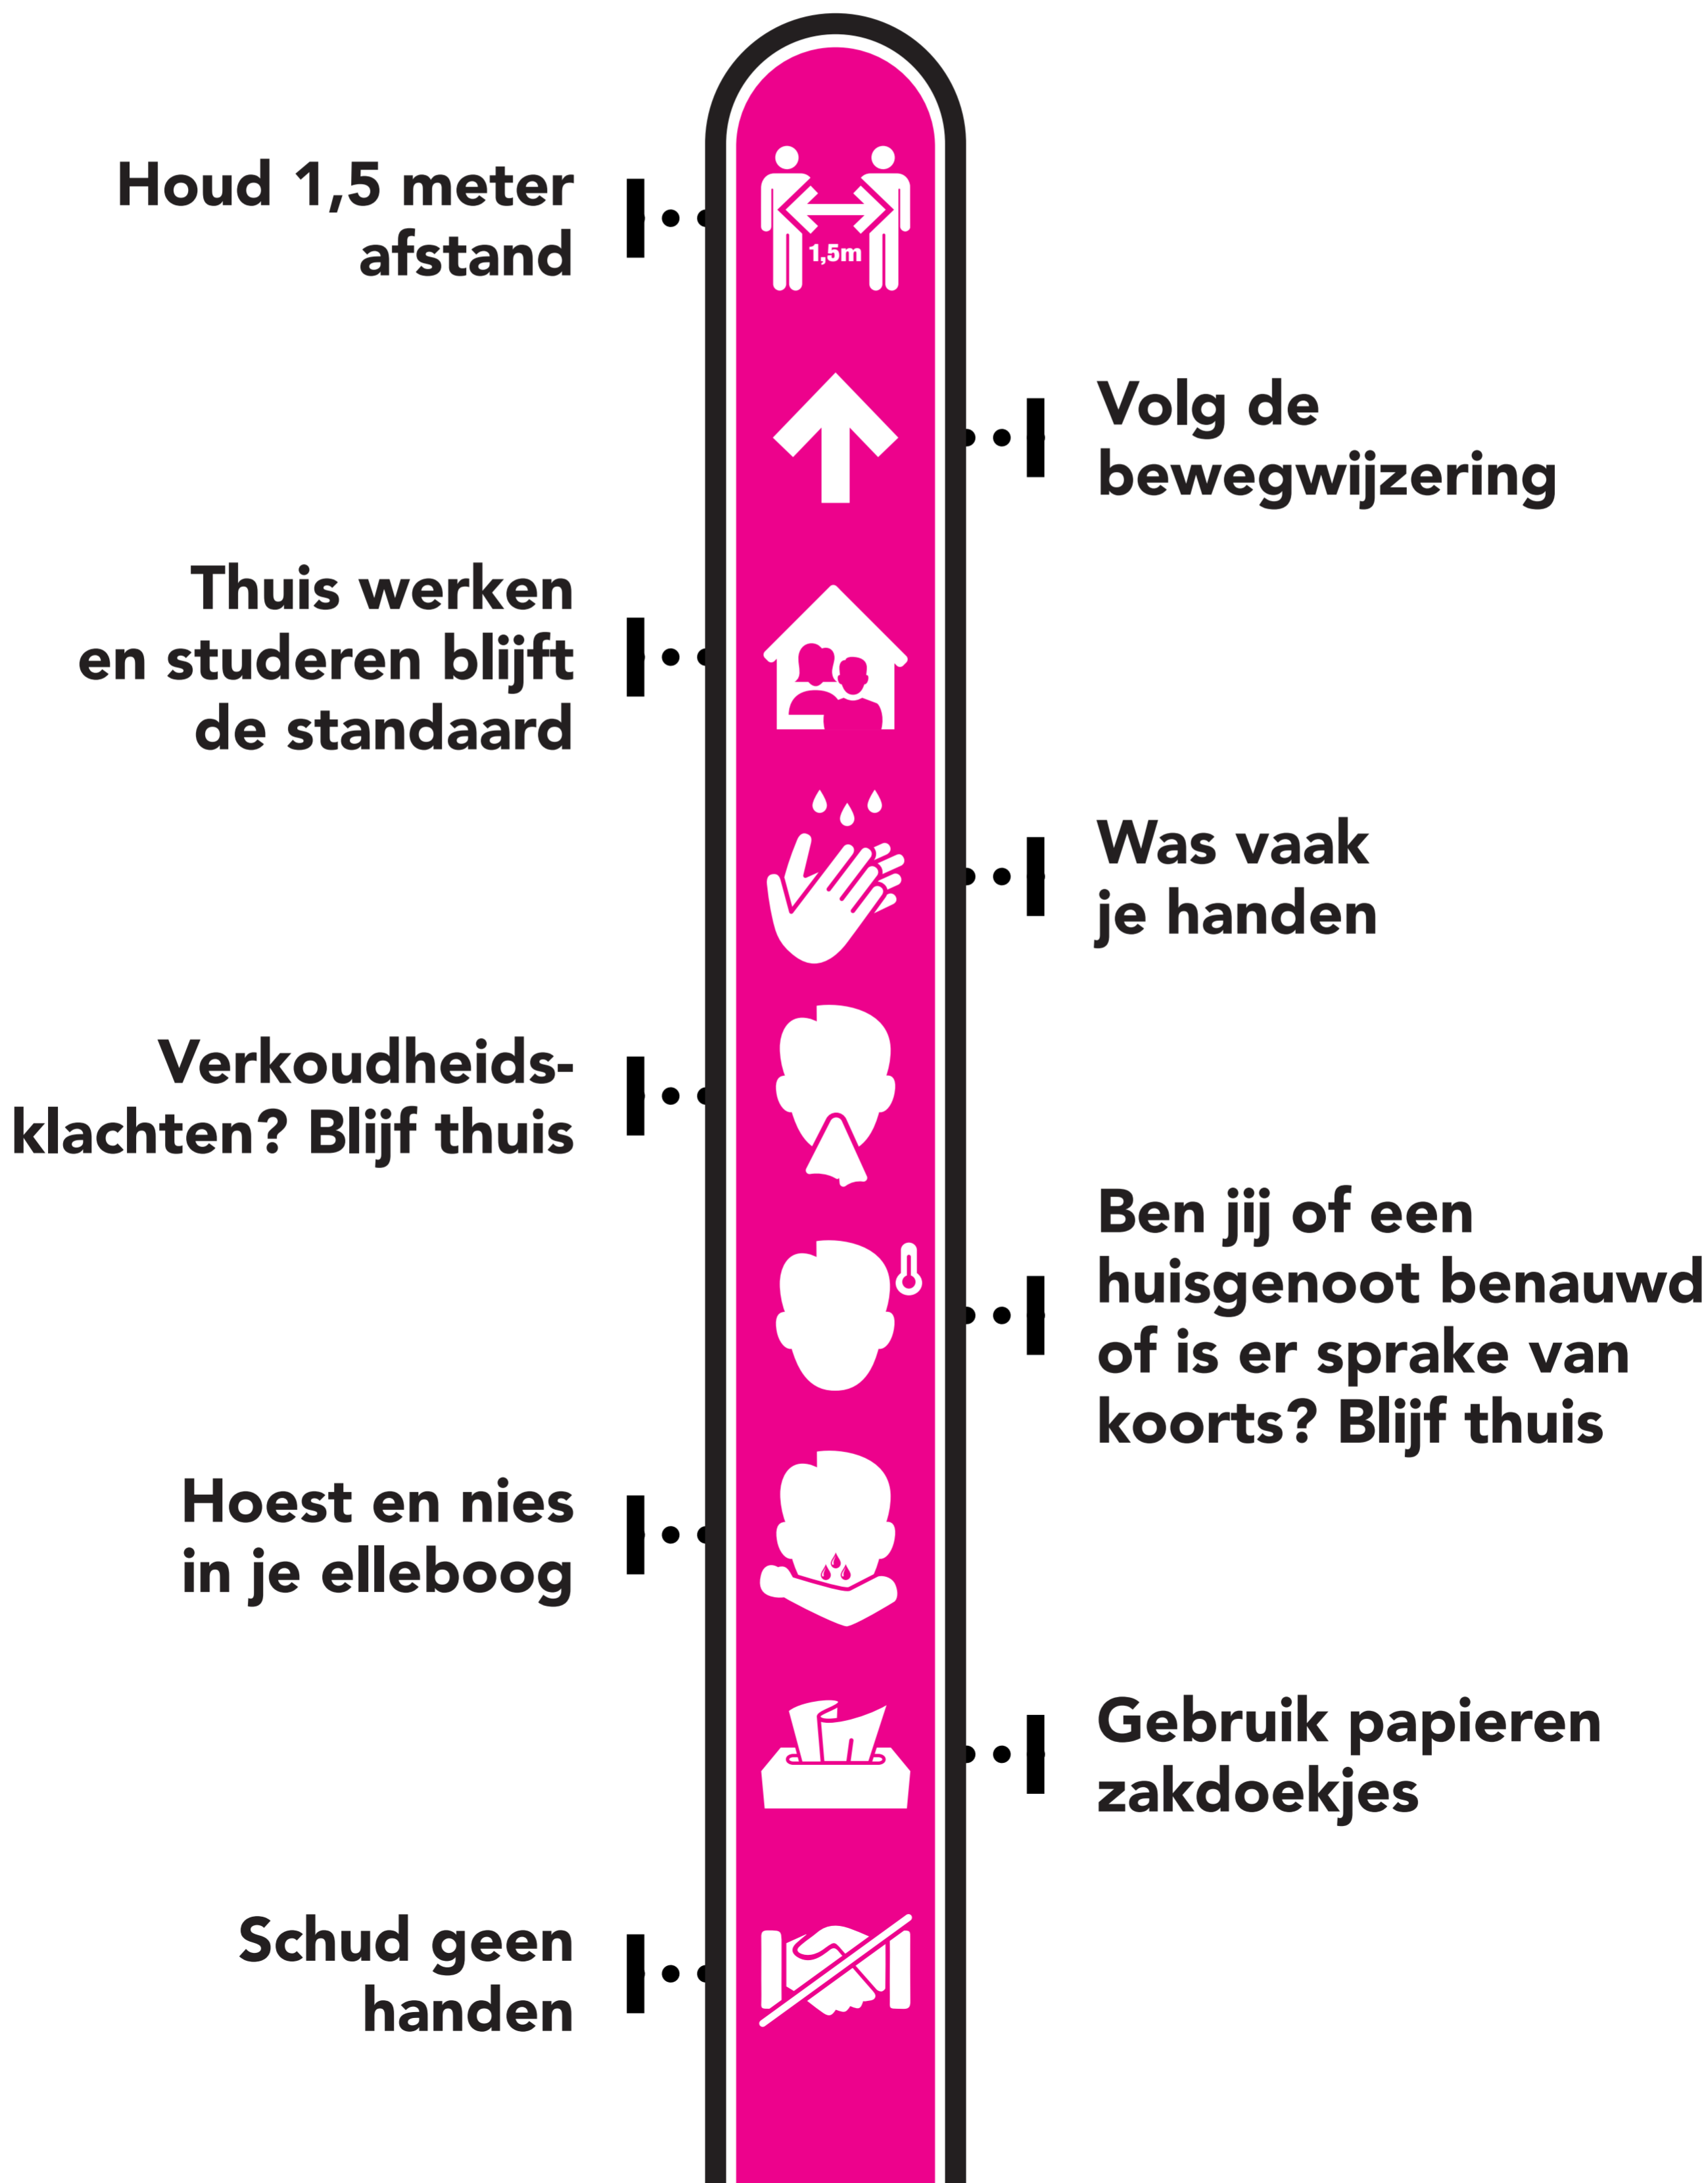 Houd 1,5 meter
afstand
1,5m
Volg de
bewegwijzering
Thuis werken
en studeren blijft
de standaard
Was vaak
je handen
Verkoudheids-
klachten? Blijf thuis
Ben jij of een
huisgenoot benauwd
of is er sprake van
koorts? Blijf thuis
Hoest en nies
in je elleboog
Gebruik papieren
zakdoekjes
Schud geen
handen